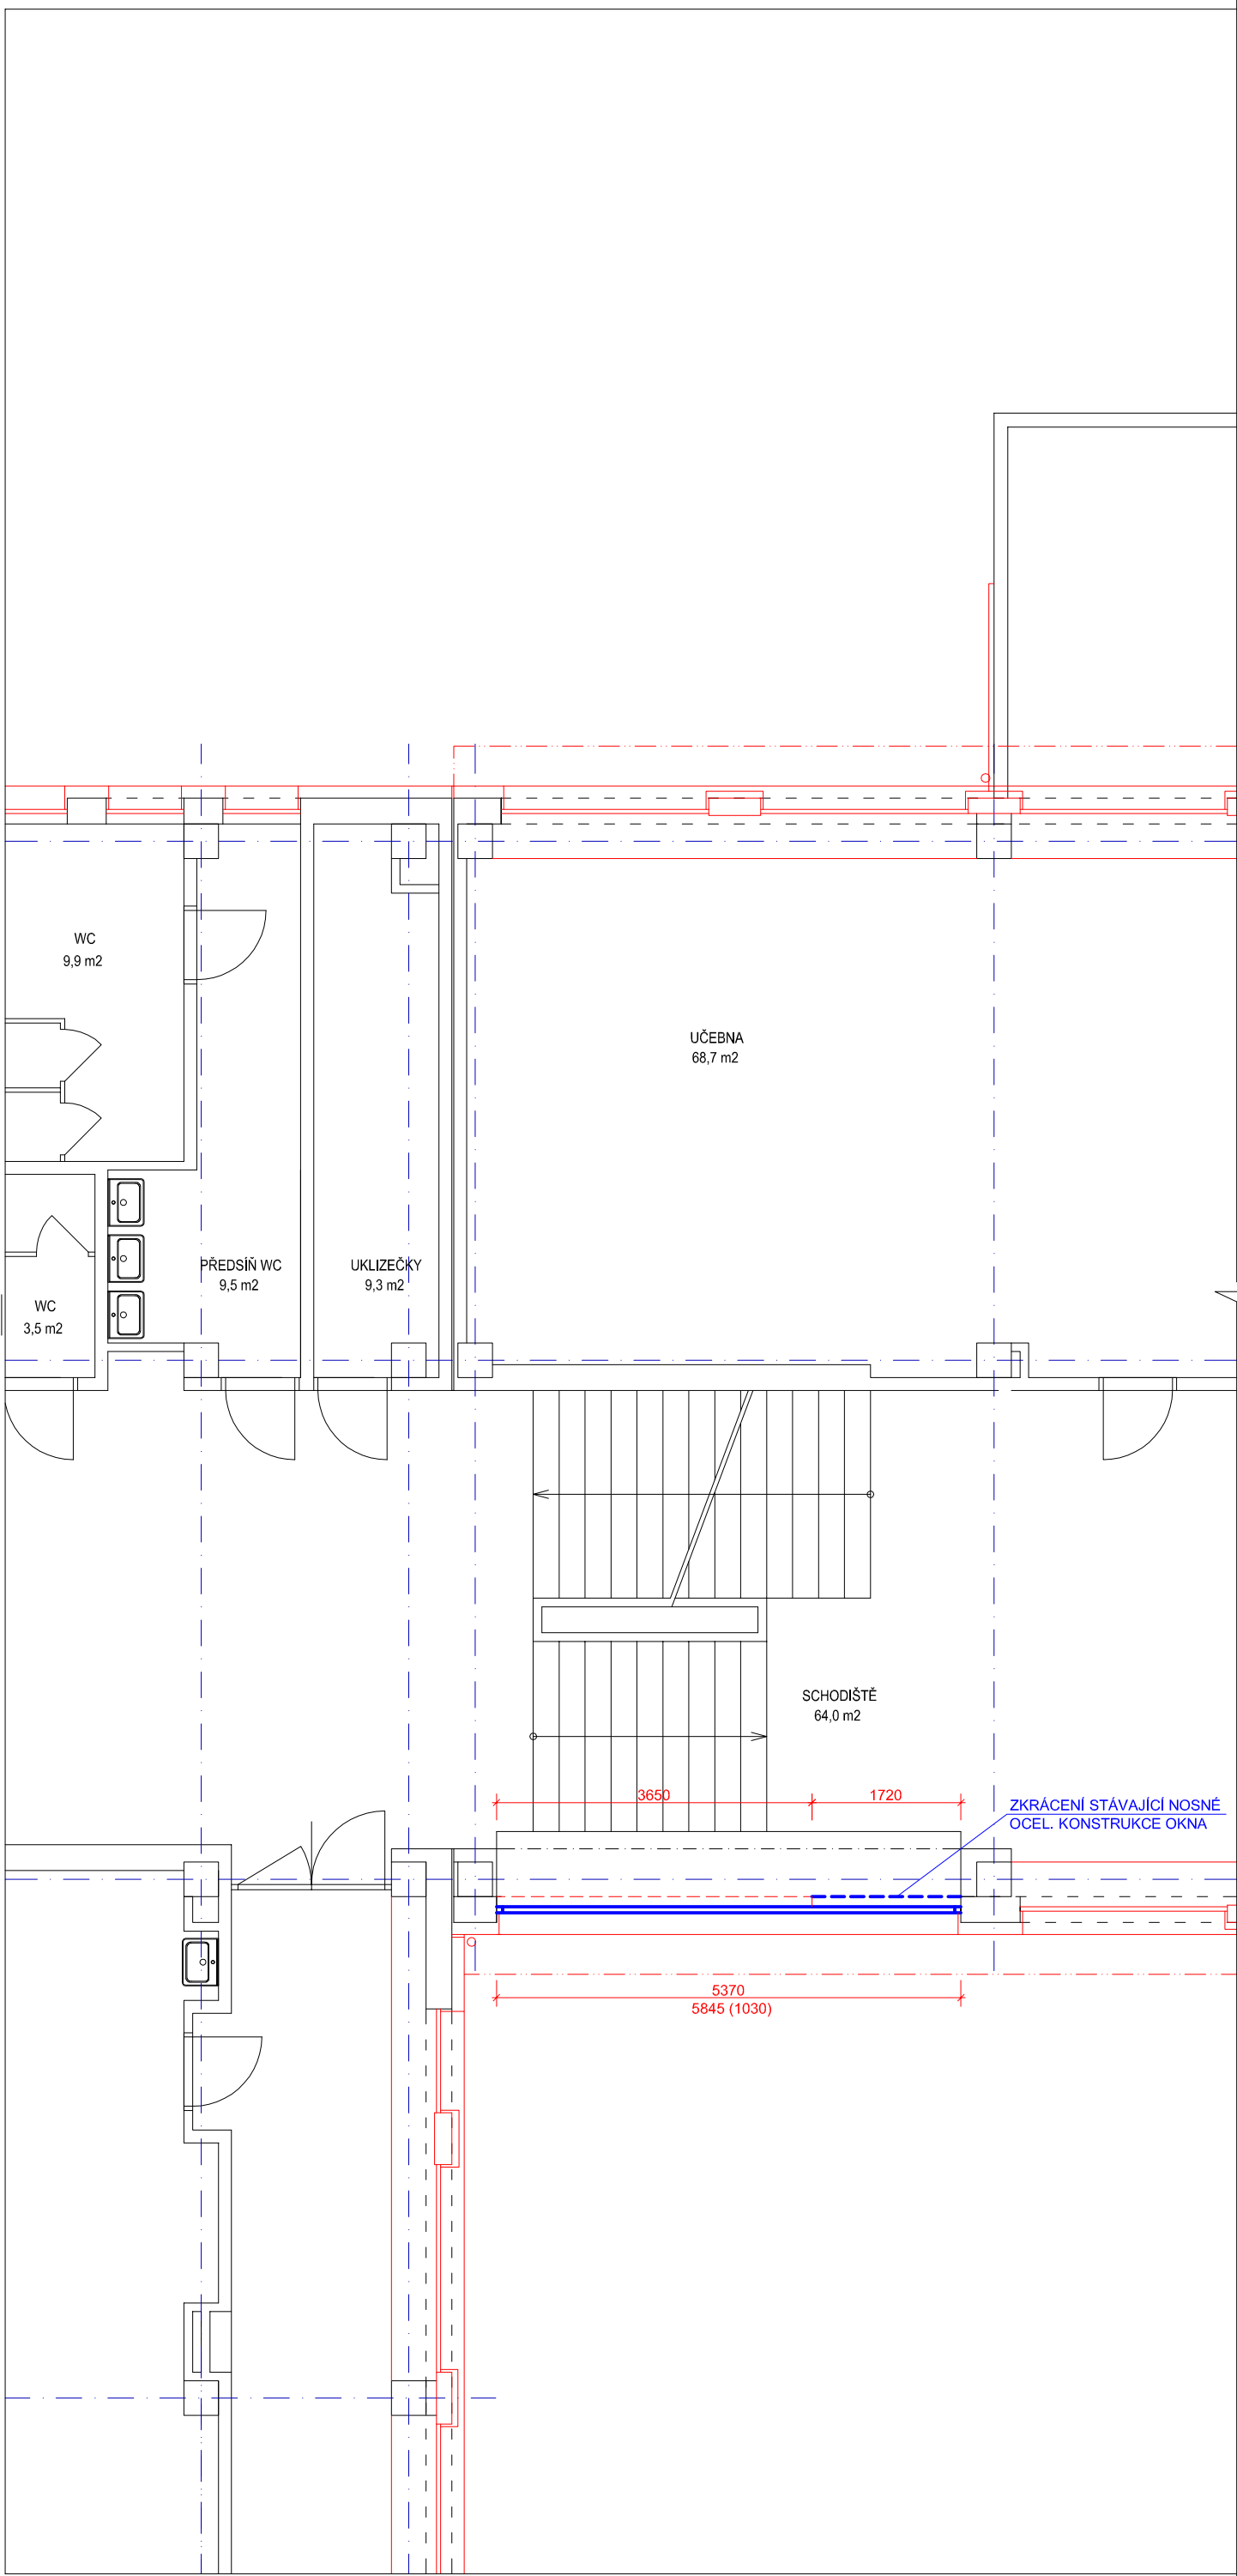 WC
9,9 m2
UČEBNA
68,7 m2
PŘEDSÍŇ WC
9,5 m2
UKLIZEČKY
9,3 m2
WC
3,5 m2
SCHODIŠTĚ
64,0 m2
3650
1720
ZKRÁCENÍ STÁVAJÍCÍ NOSNÉ
OCEL. KONSTRUKCE OKNA
5370
5845 (1030)